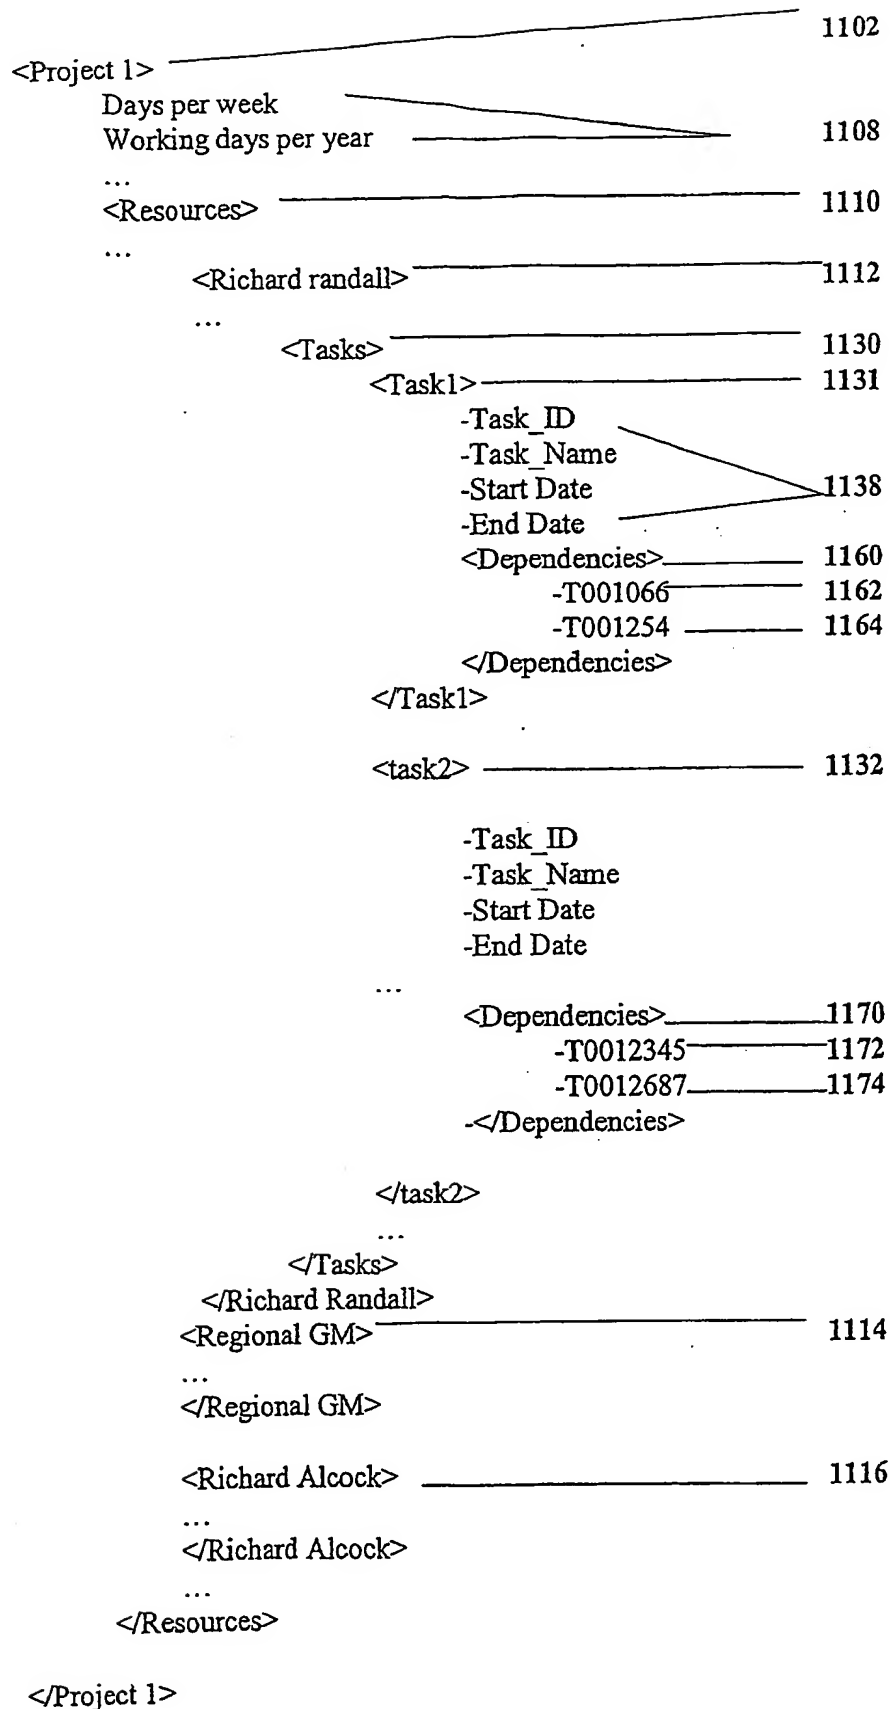 1102
<Project 1>
Days per week
Working days per year 1108
...
<Resources> 1110
...
<Richard randall> 1112
...
<Tasks> 1130
<Task1> 1131
-Task_ID
-Task_Name
-Start Date 1138
-End Date
<Dependencies> 1160
-T001066 1162
-T001254 1164
</Dependencies>
</Task1>
<task2> 1132
-Task_ID
-Task_Name
-Start Date
-End Date
...
<Dependencies> 1170
-T0012345 1172
-T0012687 1174
-</Dependencies>
</task2>
...
</Tasks>
</Richard Randall>
<Regional GM> 1114
...
</Regional GM>
<Richard Alcock> 1116
...
</Richard Alcock>
...
</Resources>
</Project 1>